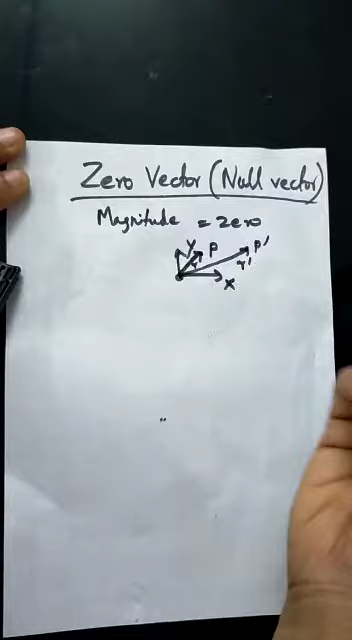 Zero Vector (Null vector)
Magnitude = zero
Y P P'
r r'
X